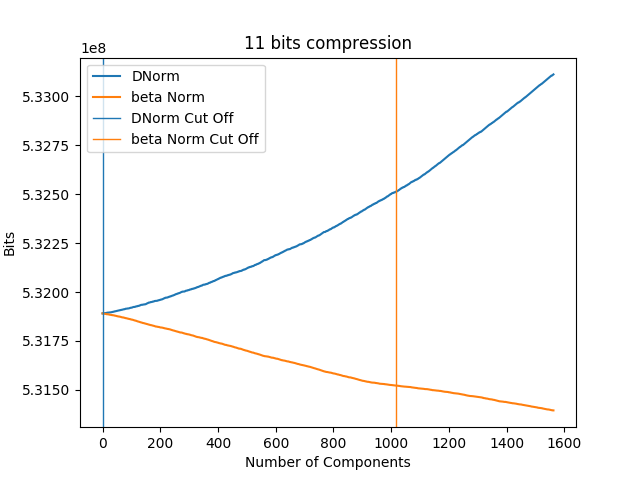 11 bits compression
1e8
DNorm
beta Norm
DNorm Cut Off
beta Norm Cut Off
5.3300
5.3275
5.3250
5.3225
5.3200
5.3175
5.3150
Bits
0 200 400 600 800 1000 1200 1400 1600
Number of Components